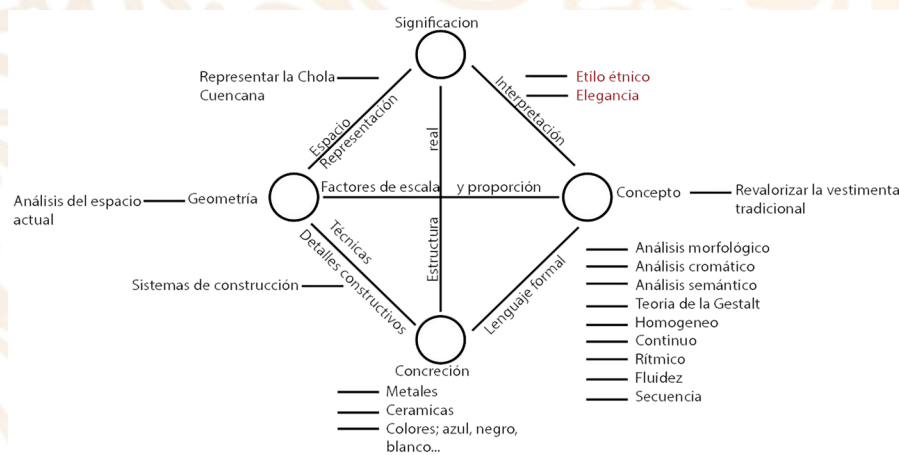 Significacion
Representar la Chola
Cuencana
Espacio
Representación
real
Interpretación
Etilo étnico
Elegancia
Análisis del espacio
actual
Geometría
Factores de escala y proporción
Concepto
Revalorizar la vestimenta
tradicional
Técnicas
Detalles constructivos
Estructura
Lenguaje formal
Sistemas de construcción
Análisis morfológico
Análisis cromático
Análisis semántico
Teoria de la Gestalt
Homogeneo
Continuo
Rítmico
Fluidez
Secuencia
Concreción
Metales
Ceramicas
Colores; azul, negro,
blanco...